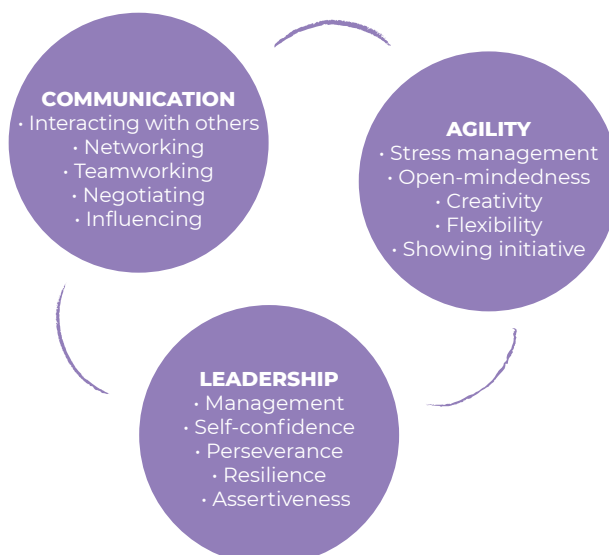 COMMUNICATION
· Interacting with others
· Networking
· Teamworking
· Negotiating
· Influencing
AGILITY
· Stress management
· Open-mindedness
· Creativity
· Flexibility
· Showing initiative
LEADERSHIP
· Management
· Self-confidence
· Perseverance
· Resilience
· Assertiveness